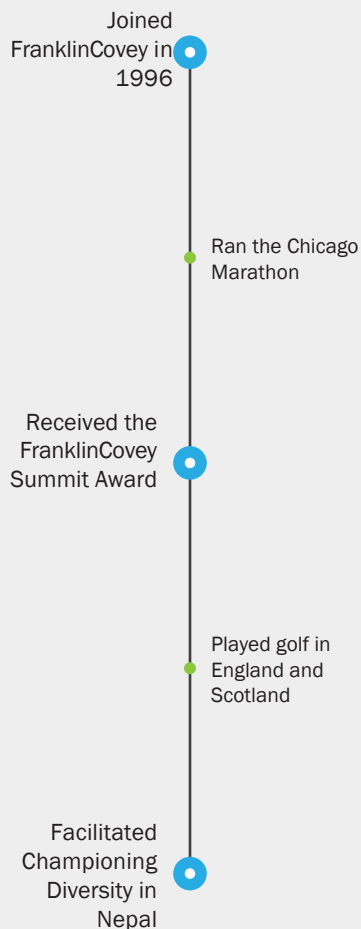 Joined
FranklinCovey in
1996
Ran the Chicago
Marathon
Received the
FranklinCovey
Summit Award
Played golf in
England and
Scotland
Facilitated
Championing
Diversity in
Nepal